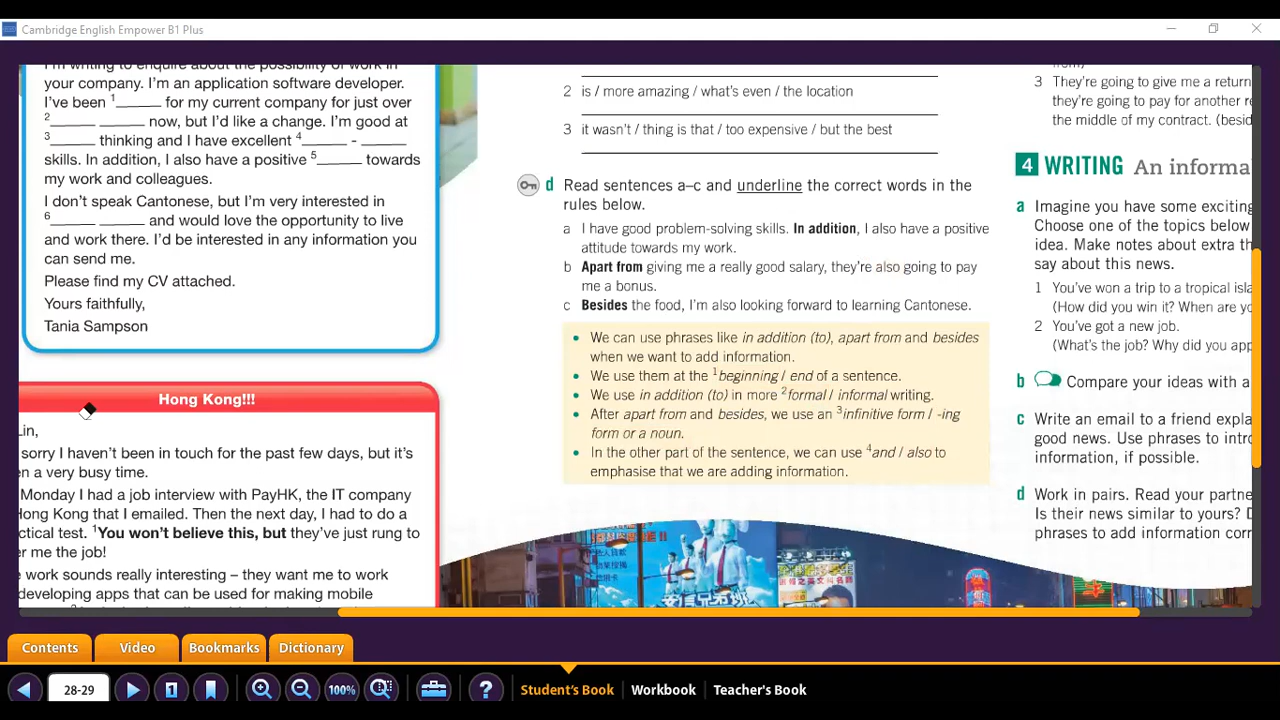 Cambridge English Empower B1 Plus
I'm writing to enquire about the possibility of work in
your company. I'm an application software developer.
I've been 1______ for my current company for just over
2______ ______ now, but I'd like a change. I'm good at
3______ thinking and I have excellent 4______ - ______
skills. In addition, I also have a positive 5______ towards
my work and colleagues.
I don't speak Cantonese, but I'm very interested in
6______ ______ and would love the opportunity to live
and work there. I'd be interested in any information you
can send me.
Please find my CV attached.
Yours faithfully,
Tania Sampson
Hong Kong!!!
Lin,
sorry I haven't been in touch for the past few days, but it's
n a very busy time.
Monday I had a job interview with PayHK, the IT company
Hong Kong that I emailed. Then the next day, I had to do a
ctical test. 1You won't believe this, but they've just rung to
er me the job!
work sounds really interesting – they want me to work
developing apps that can be used for making mobile
2 is / more amazing / what's even / the location
3 it wasn't / thing is that / too expensive / but the best
d Read sentences a–c and underline the correct words in the
rules below.
a I have good problem-solving skills. In addition, I also have a positive
attitude towards my work.
b Apart from giving me a really good salary, they're also going to pay
me a bonus.
c Besides the food, I'm also looking forward to learning Cantonese.
• We can use phrases like in addition (to), apart from and besides
when we want to add information.
• We use them at the 1beginning / end of a sentence.
• We use in addition (to) in more 2formal / informal writing.
• After apart from and besides, we use an 3infinitive form / -ing
form or a noun.
• In the other part of the sentence, we can use 4and / also to
emphasise that we are adding information.
3 They're going to give me a return
they're going to pay for another re
the middle of my contract. (besid
4 WRITING An informa
a Imagine you have some exciting
Choose one of the topics below
idea. Make notes about extra th
say about this news.
1 You've won a trip to a tropical isla
(How did you win it? When are yo
2 You've got a new job.
(What's the job? Why did you app
b Compare your ideas with a
c Write an email to a friend expla
good news. Use phrases to intro
information, if possible.
d Work in pairs. Read your partne
Is their news similar to yours? D
phrases to add information corr
Contents Video Bookmarks Dictionary
28-29 1 100% ? Student's Book Workbook Teacher's Book